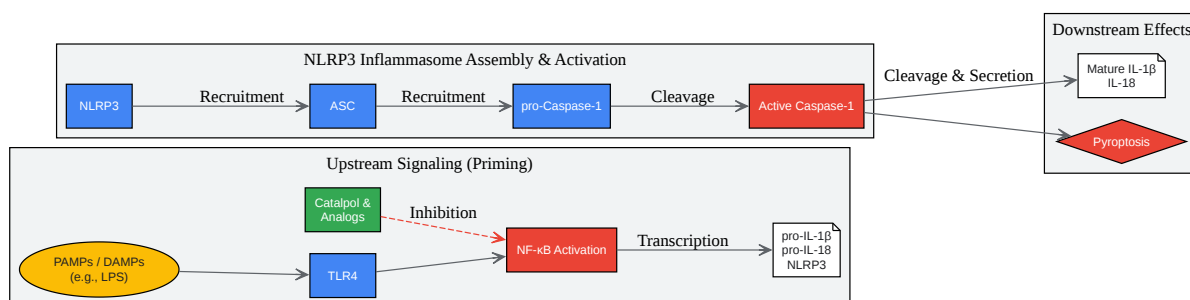 Downstream Effects
NLRP3 Inflammasome Assembly & Activation
NLRP3
Recruitment
ASC
Recruitment
pro-Caspase-1
Cleavage
Active Caspase-1
Cleavage & Secretion
Mature IL-1β
IL-18
Pyroptosis
Upstream Signaling (Priming)
Catalpol &
Analogs
Inhibition
PAMPs / DAMPs
(e.g., LPS)
TLR4
NF-κB Activation
Transcription
pro-IL-1β
pro-IL-18
NLRP3